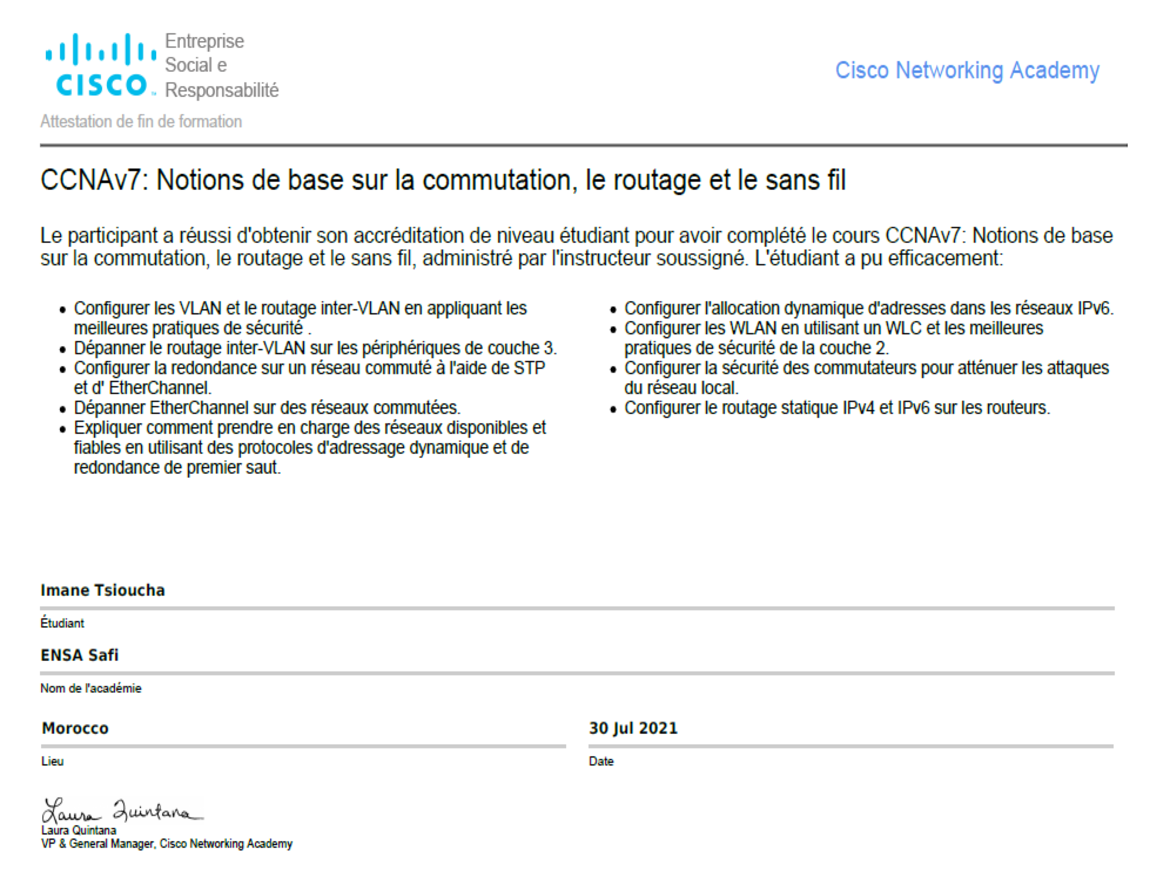 CISCO
Entreprise
Social e
Responsabilité
Cisco Networking Academy
Attestation de fin de formation
CCNAv7: Notions de base sur la commutation, le routage et le sans fil
Le participant a réussi d'obtenir son accréditation de niveau étudiant pour avoir complété le cours CCNAv7: Notions de base
sur la commutation, le routage et le sans fil, administré par l'instructeur soussigné. L'étudiant a pu efficacement:
• Configurer les VLAN et le routage inter-VLAN en appliquant les
meilleures pratiques de sécurité .
• Dépanner le routage inter-VLAN sur les périphériques de couche 3.
• Configurer la redondance sur un réseau commuté à l'aide de STP
et d' EtherChannel.
• Dépanner EtherChannel sur des réseaux commutées.
• Expliquer comment prendre en charge des réseaux disponibles et
fiables en utilisant des protocoles d'adressage dynamique et de
redondance de premier saut.
• Configurer l'allocation dynamique d'adresses dans les réseaux IPv6.
• Configurer les WLAN en utilisant un WLC et les meilleures
pratiques de sécurité de la couche 2.
• Configurer la sécurité des commutateurs pour atténuer les attaques
du réseau local.
• Configurer le routage statique IPv4 et IPv6 sur les routeurs.
Imane Tsioucha
Étudiant
ENSA Safi
Nom de l'académie
Morocco
Lieu
30 Jul 2021
Date
Laura Quintana
Laura Quintana
VP & General Manager, Cisco Networking Academy